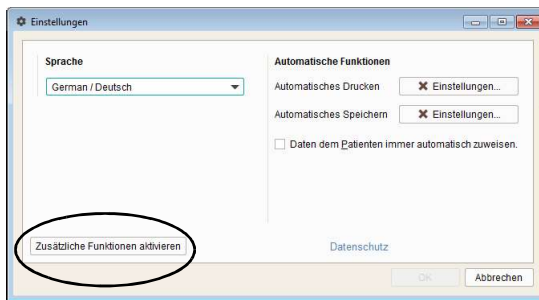 Einstellungen
Sprache
German / Deutsch
Automatische Funktionen
Automatisches Drucken
Einstellungen...
Automatisches Speichern
Einstellungen...
Daten dem Patienten immer automatisch zuweisen.
Zusätzliche Funktionen aktivieren
Datenschutz
OK
Abbrechen